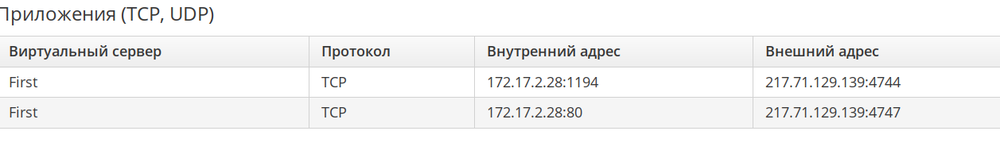 Приложения (TCP, UDP)
Виртуальный сервер Протокол Внутренний адрес Внешний адрес
First TCP 172.17.2.28:1194 217.71.129.139:4744
First TCP 172.17.2.28:80 217.71.129.139:4747